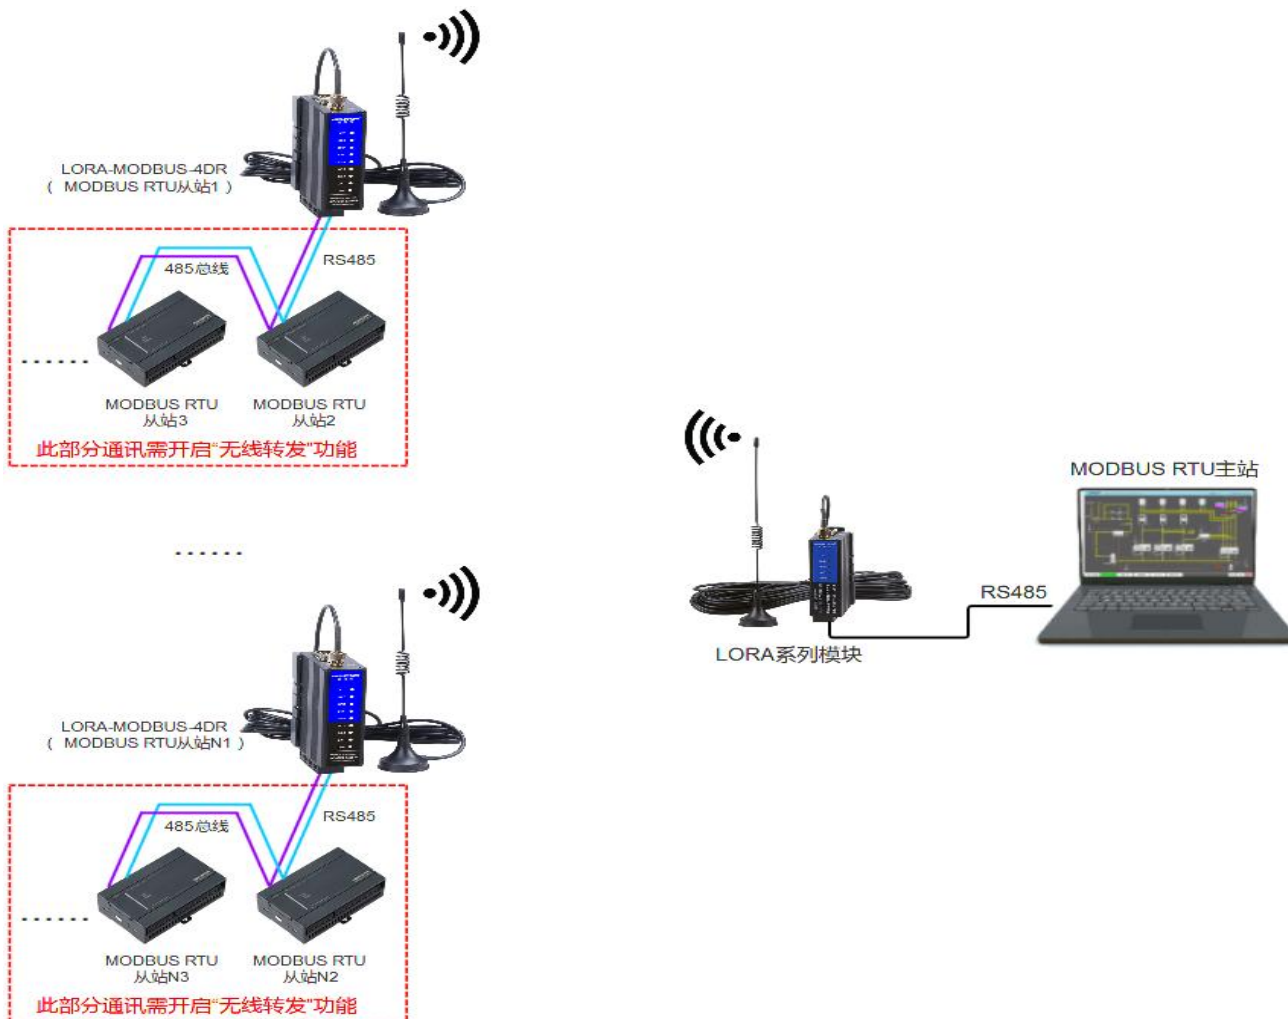 LORA-MODBUS-4DR
（ MODBUS RTU从站1 ）
485总线
RS485
......
MODBUS RTU
从站3
MODBUS RTU
从站2
此部分通讯需开启“无线转发”功能
......
MODBUS RTU主站
RS485
LORA系列模块
LORA-MODBUS-4DR
（ MODBUS RTU从站N1 ）
485总线
RS485
......
MODBUS RTU
从站N3
MODBUS RTU
从站N2
此部分通讯需开启“无线转发”功能